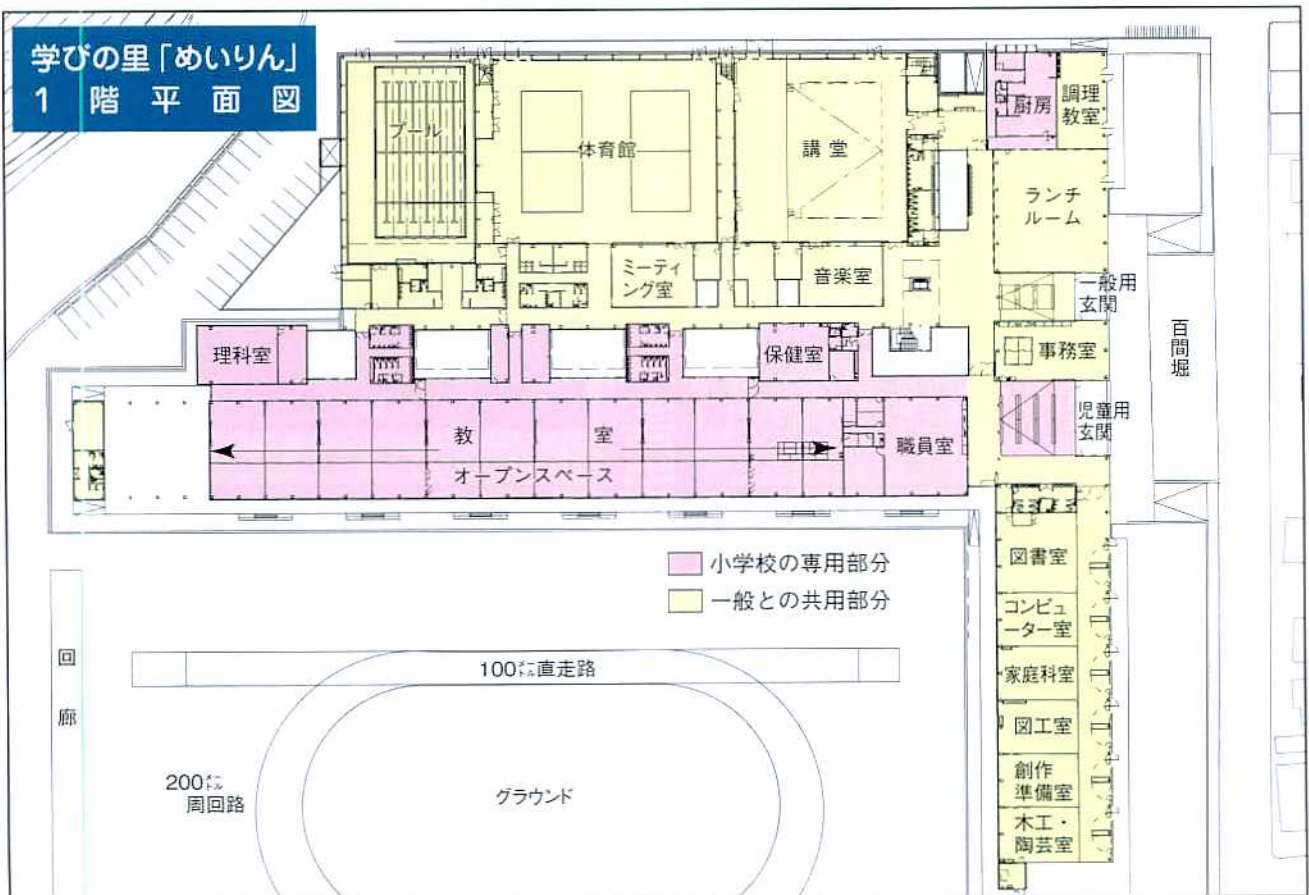 学びの里「めいりん」
1階平面図
プール
体育館
講堂
厨房
調理
教室
ランチ
ルーム
ミーティ
ング室
音楽室
一般用
玄関
理科室
保健室
事務室
百間堀
児童用
玄関
教室
職員室
オープンスペース
小学校の専用部分
一般との共用部分
図書室
コンピュ
ーター室
家庭科室
図工室
創作
準備室
木工・
陶芸室
回廊
100メートル直走路
200メートル
周回路
グラウンド